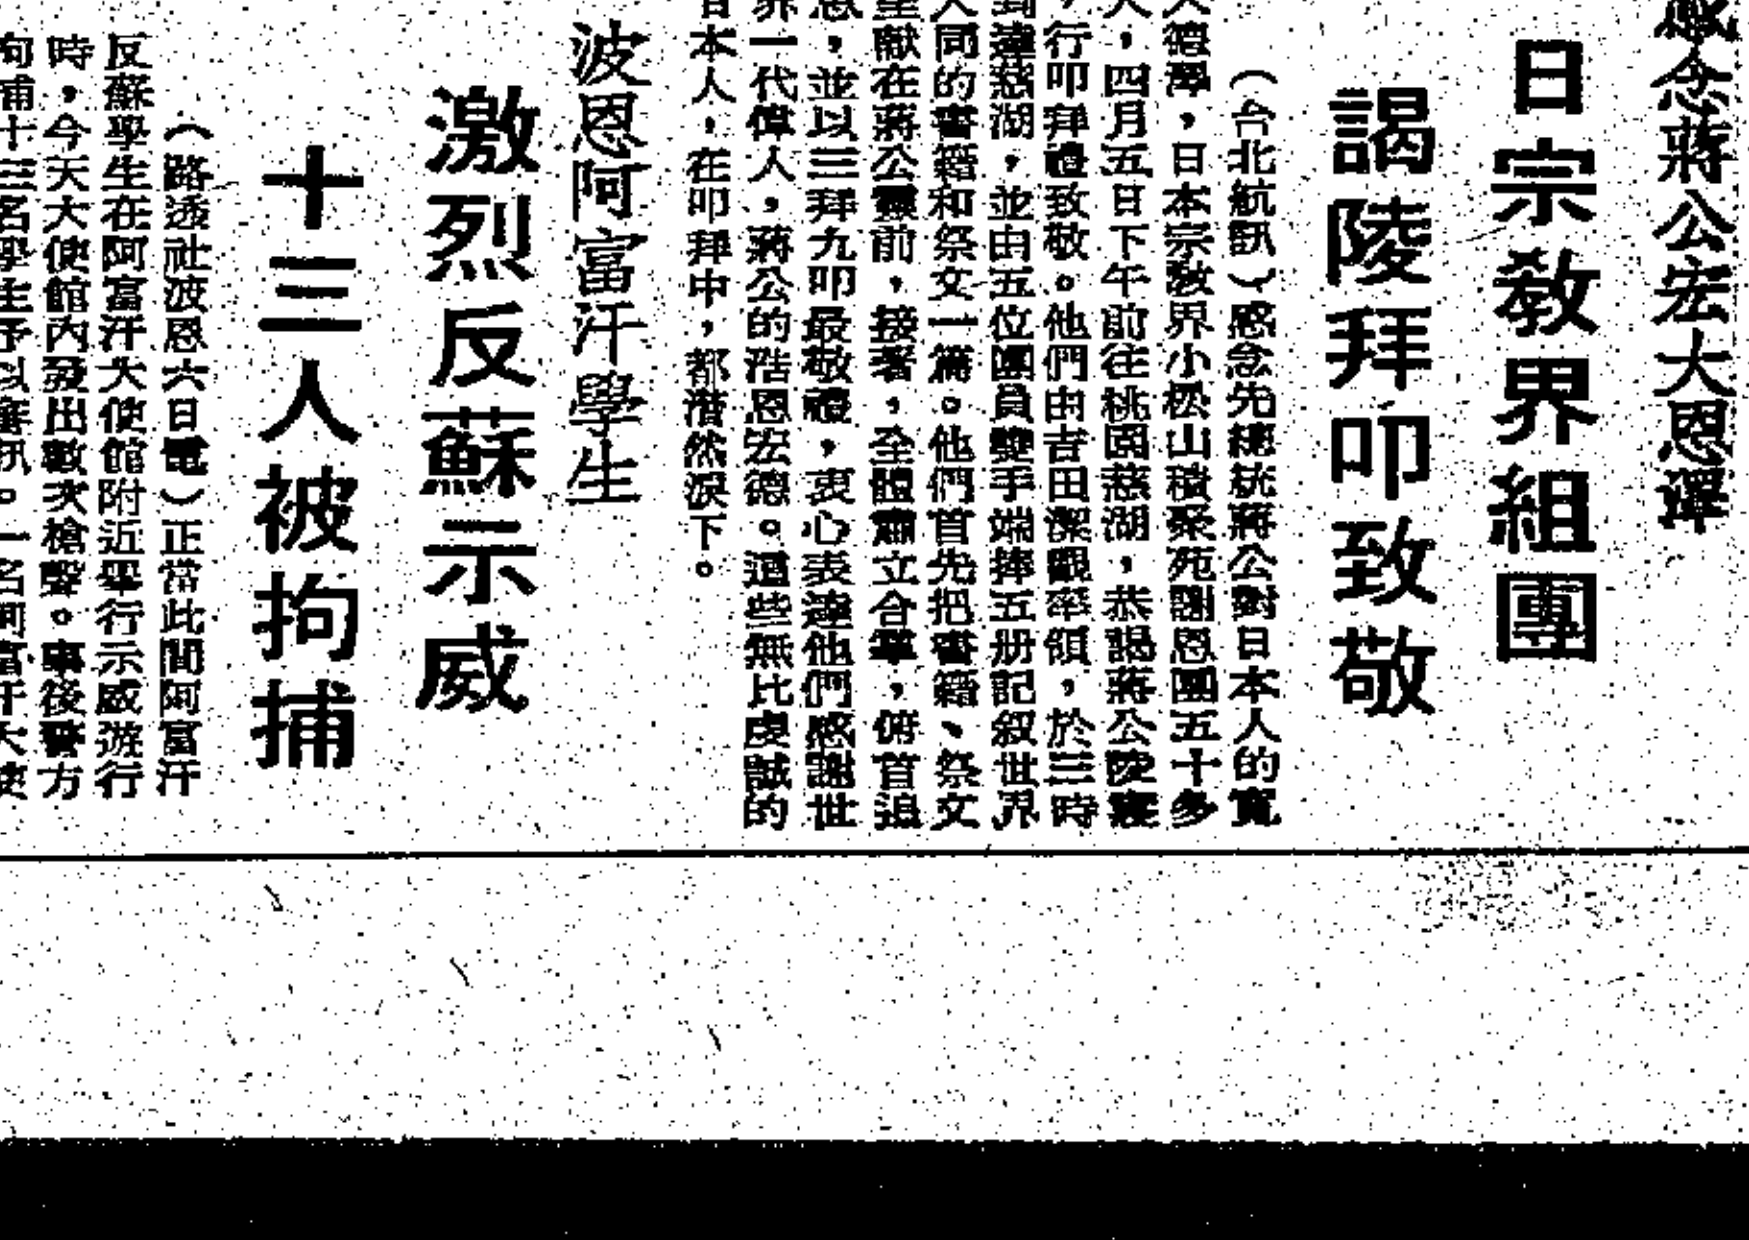 感念蔣公宏大恩澤
日宗教界組團
謁陵拜叩致敬
（台北航訊）感念先總統蔣公對日本人的寬
大德澤，日本宗教界小松山積聚苑謝恩團五十多
人，四月五日下午前往桃園慈湖，恭謁蔣公陵寢
，行叩拜禮致敬。他們由吉田潔觀率領，於三時
到達慈湖，並由五位團員雙手端捧五册記叙世界
大同的書籍和祭文一篇。他們首先把書籍、祭文
呈献在蔣公靈前，接著，全體肅立合掌，俯首追
思，並以三拜九叩最敬禮，衷心表達他們感謝世
界一代偉人，蔣公的浩恩宏德。這些無比虔誠的
日本人，在叩拜中，都潸然淚下。
波恩阿富汗學生
激烈反蘇示威
十三人被拘捕
（路透社波恩六日電）正當此間阿富汗
反蘇學生在阿富汗大使館附近舉行示威遊行
時，今天大使館內發出數次槍聲。事後警方
拘捕十三名學生予以審訊。一名阿富汗大使